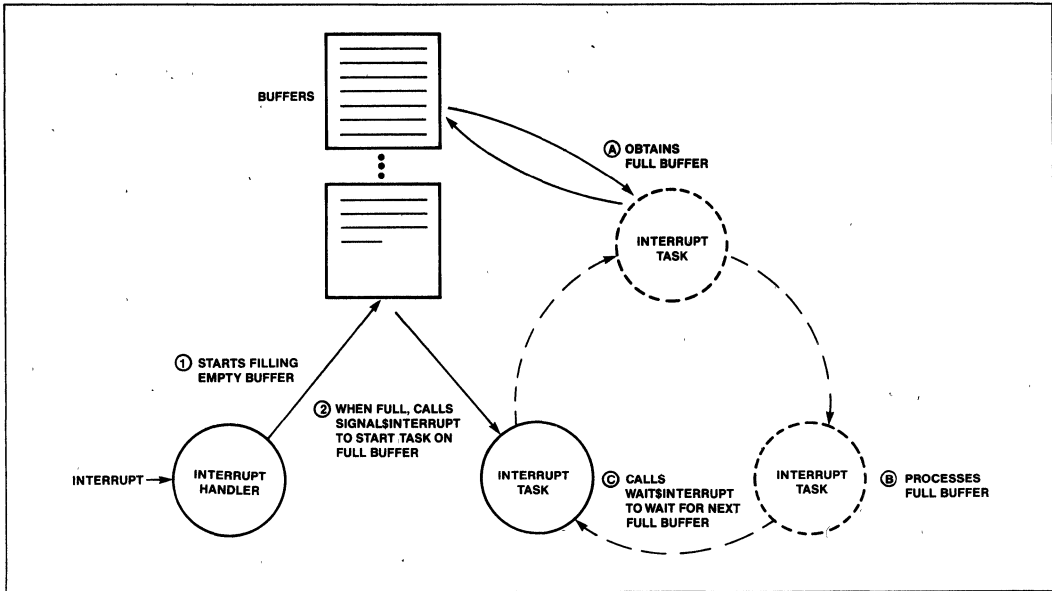 BUFFERS
Ⓐ OBTAINS
FULL BUFFER
INTERRUPT
TASK
① STARTS FILLING
EMPTY BUFFER
② WHEN FULL, CALLS
SIGNAL$INTERRUPT
TO START TASK ON
FULL BUFFER
INTERRUPT
INTERRUPT
HANDLER
INTERRUPT
TASK
Ⓒ CALLS
WAIT$INTERRUPT
TO WAIT FOR NEXT
FULL BUFFER
INTERRUPT
TASK
Ⓑ PROCESSES
FULL BUFFER